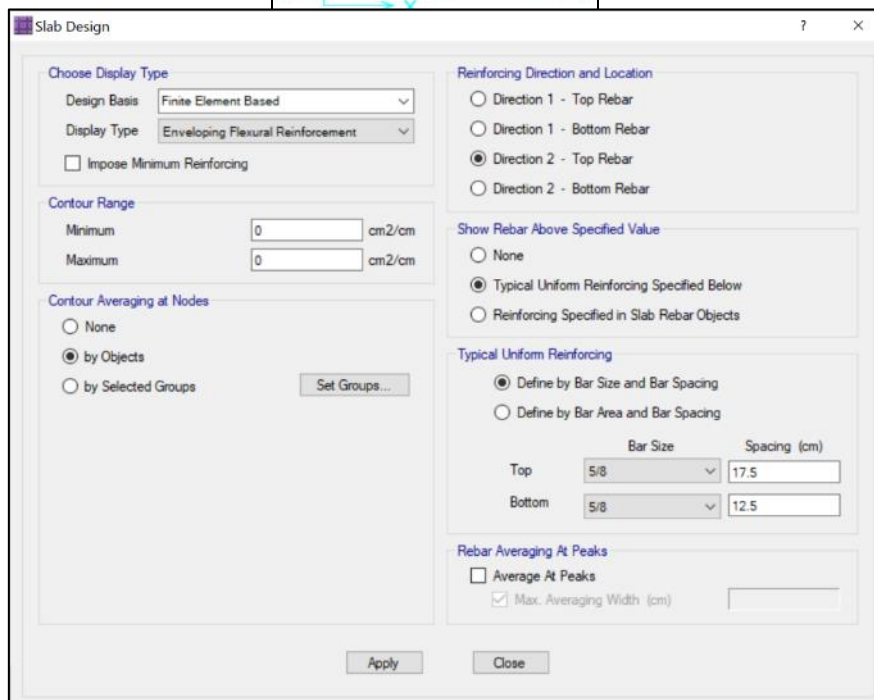 X
Slab Design
?
×
Choose Display Type
Design Basis Finite Element Based
Display Type Enveloping Flexural Reinforcement
Impose Minimum Reinforcing
Contour Range
Minimum 0 cm2/cm
Maximum 0 cm2/cm
Contour Averaging at Nodes
None
by Objects
by Selected Groups Set Groups...
Reinforcing Direction and Location
Direction 1 - Top Rebar
Direction 1 - Bottom Rebar
Direction 2 - Top Rebar
Direction 2 - Bottom Rebar
Show Rebar Above Specified Value
None
Typical Uniform Reinforcing Specified Below
Reinforcing Specified in Slab Rebar Objects
Typical Uniform Reinforcing
Define by Bar Size and Bar Spacing
Define by Bar Area and Bar Spacing
Bar Size Spacing (cm)
Top 5/8 17.5
Bottom 5/8 12.5
Rebar Averaging At Peaks
Average At Peaks
Max. Averaging Width (cm)
Apply Close